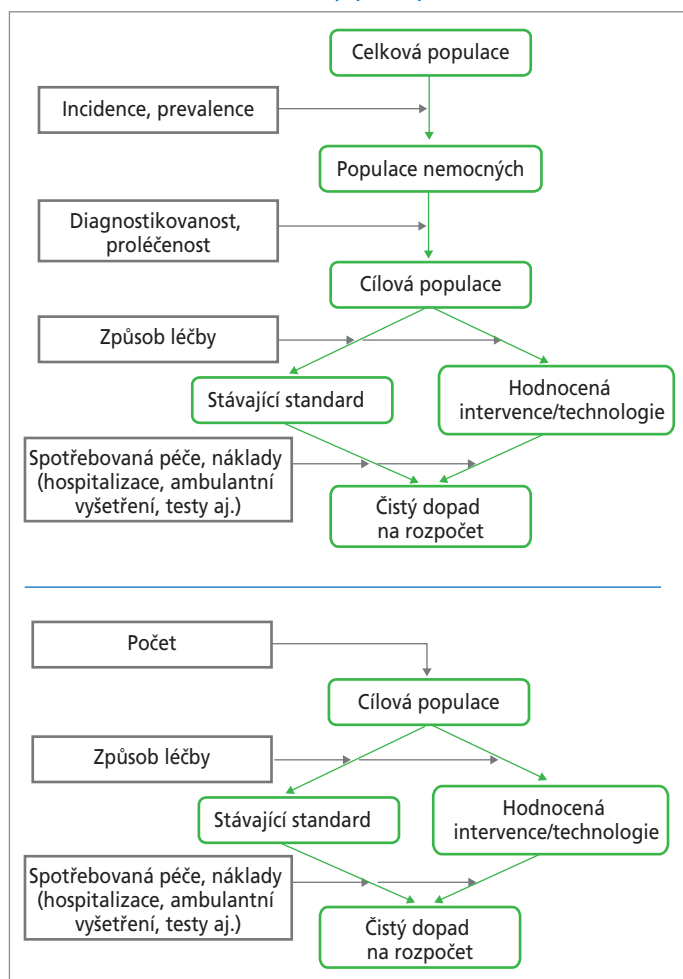 Celková populace
Incidence, prevalence
Populace nemocných
Diagnostikovanost,
proléčenost
Cílová populace
Způsob léčby
Stávající standard
Hodnocená
intervence/technologie
Spotřebovaná péče, náklady
(hospitalizace, ambulantní
vyšetření, testy aj.)
Čistý dopad
na rozpočet
Počet
Cílová populace
Způsob léčby
Stávající standard
Hodnocená
intervence/technologie
Spotřebovaná péče, náklady
(hospitalizace, ambulantní
vyšetření, testy aj.)
Čistý dopad
na rozpočet